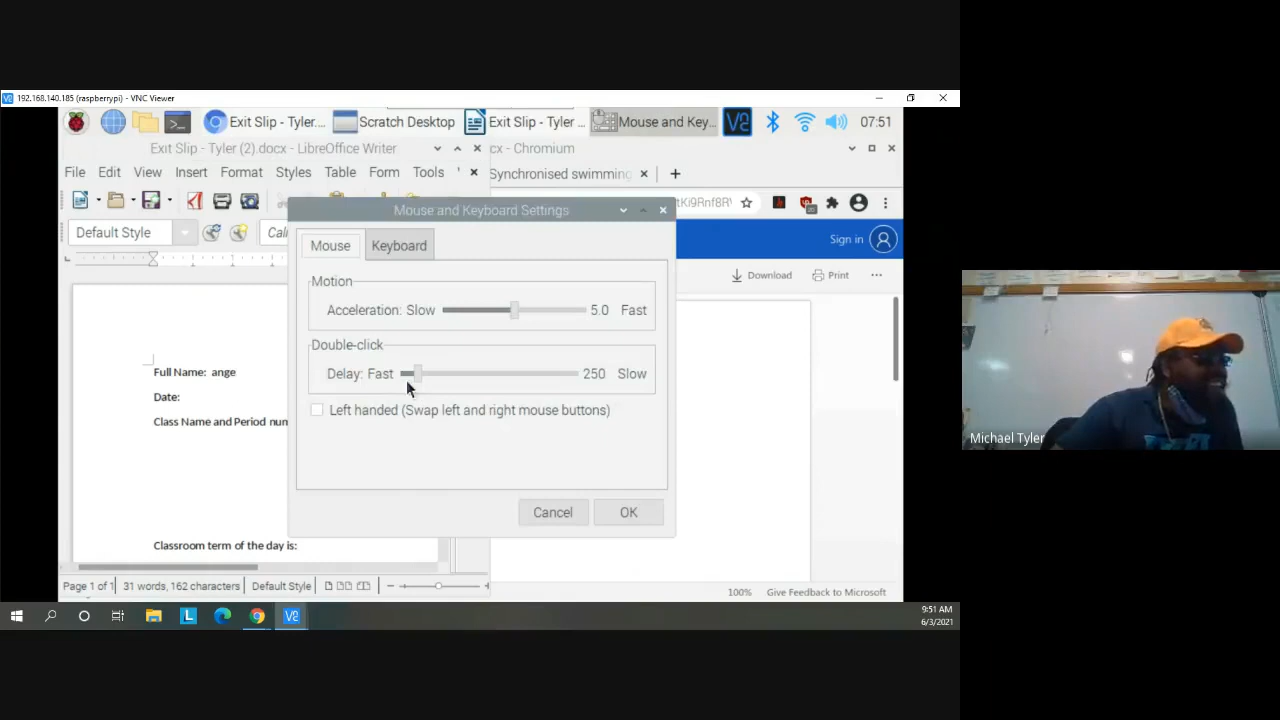 192.168.140.185 (raspberrypi) - VNC Viewer
Exit Slip - Tyler.... Scratch Desktop Exit Slip - Tyler ... Mouse and Key... 07:51
Exit Slip - Tyler (2).docx - LibreOffice Writer
cx - Chromium
File Edit View Insert Format Styles Table Form Tools
Synchronised swimming
Default Style
Sign in
Download Print
Mouse and Keyboard Settings
Mouse Keyboard
Motion
Acceleration: Slow 5.0 Fast
Double-click
Delay: Fast 250 Slow
Left handed (Swap left and right mouse buttons)
Cancel OK
Full Name: ange
Date:
Class Name and Period
Classroom term of the day is:
Page 1 of 1 31 words, 162 characters Default Style
100% Give Feedback to Microsoft
9:51 AM
6/3/2021
Michael Tyler